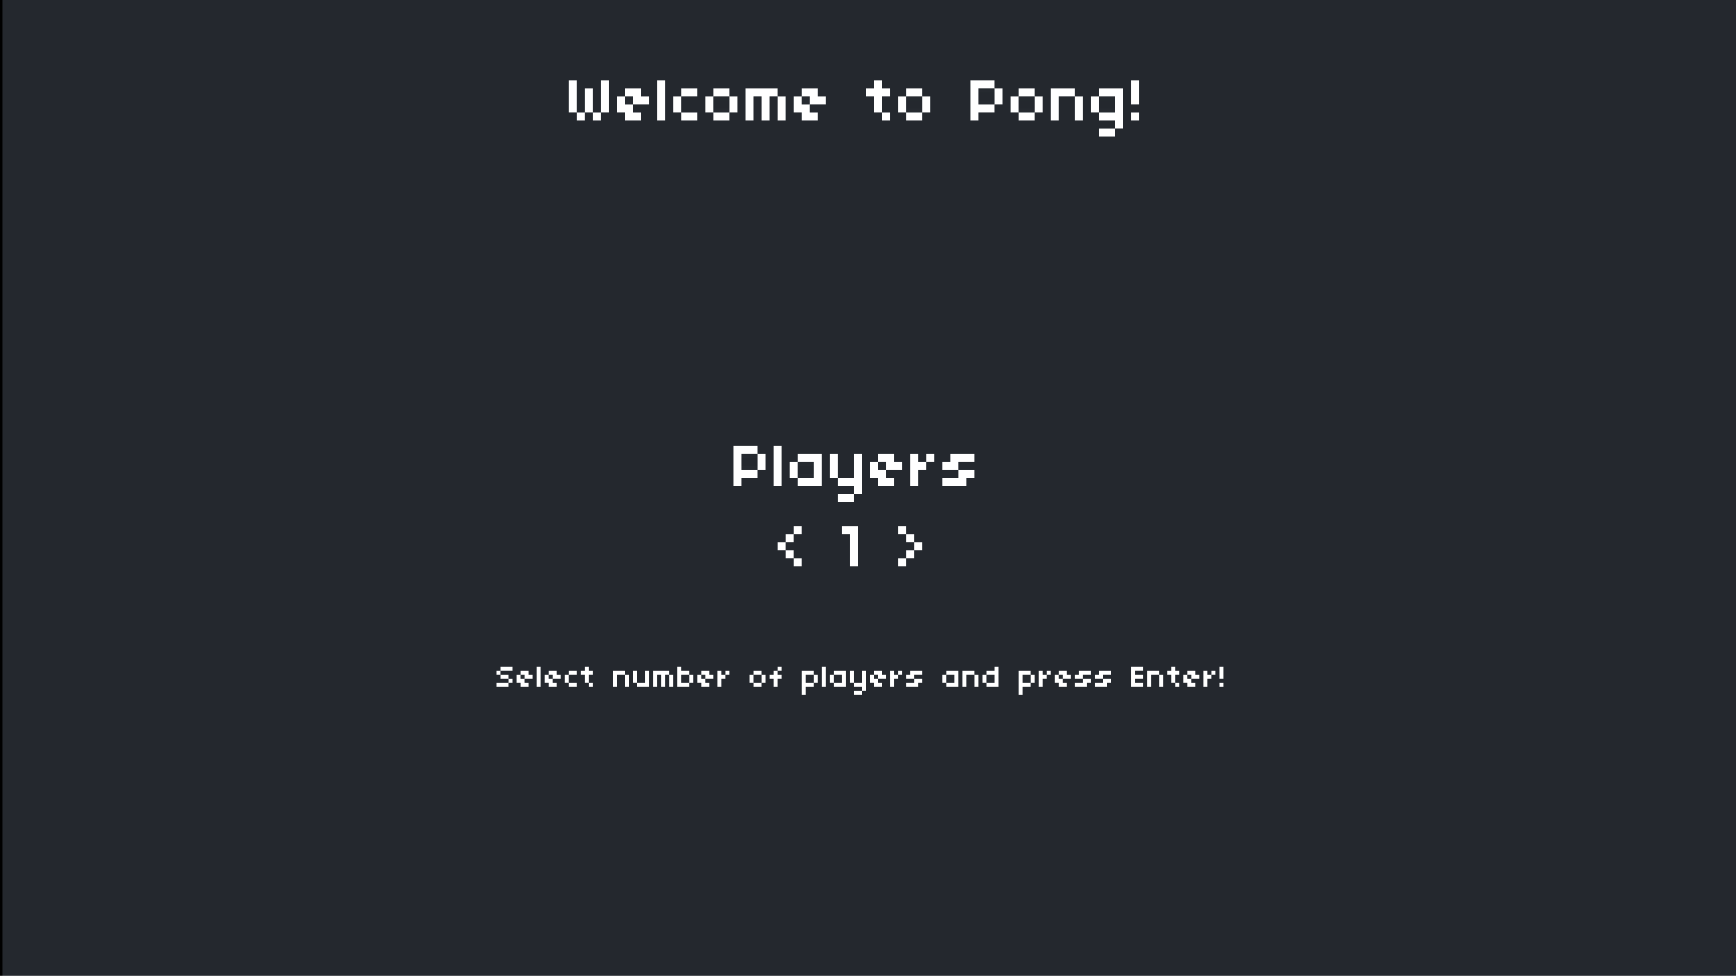 Welcome to Pong!
Players
< 1 >
Select number of players and press Enter!